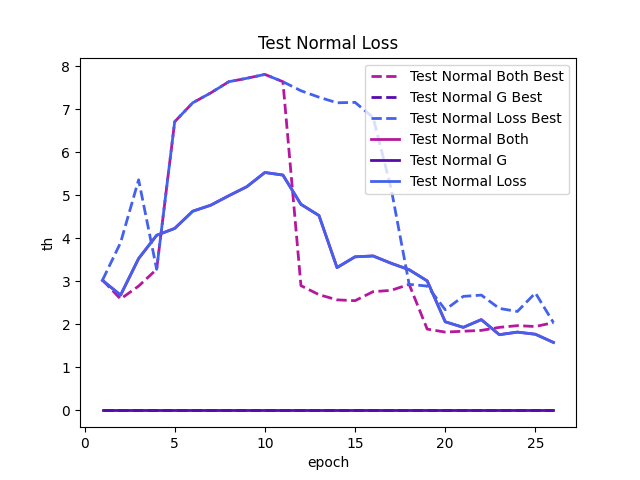 Test Normal Loss
8
7
6
5
4
3
2
1
0
th
0 5 10 15 20 25
epoch
Test Normal Both Best
Test Normal G Best
Test Normal Loss Best
Test Normal Both
Test Normal G
Test Normal Loss